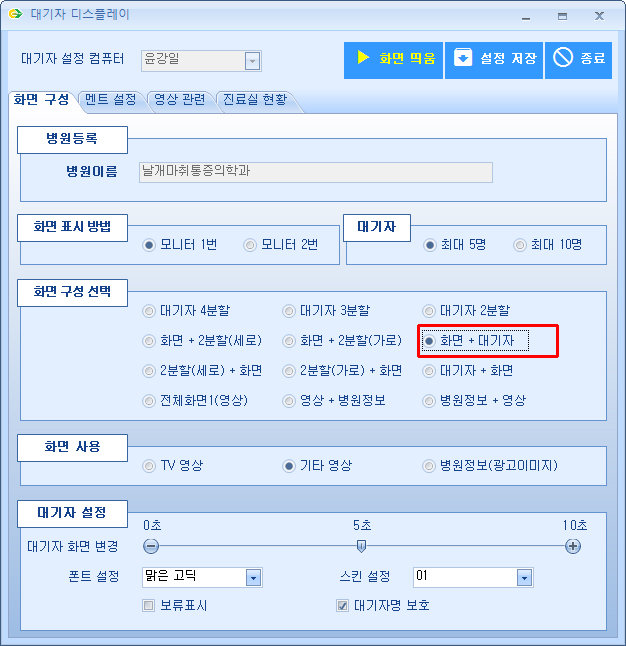 대기자 디스플레이
대기자 설정 컴퓨터 윤강일 화면 띄움 설정 저장 종료
화면 구성 멘트 설정 영상 관련 진료실 현황
병원등록
병원이름 날개마취통증의학과
화면 표시 방법 대기자
모니터 1번 모니터 2번 최대 5명 최대 10명
화면 구성 선택
대기자 4분할 대기자 3분할 대기자 2분할
화면 + 2분할(세로) 화면 + 2분할(가로) 화면 + 대기자
2분할(세로) + 화면 2분할(가로) + 화면 대기자 + 화면
전체화면1(영상) 영상 + 병원정보 병원정보 + 영상
화면 사용
TV 영상 기타 영상 병원정보(광고이미지)
대기자 설정
0초 5초 10초
대기자 화면 변경
폰트 설정 맑은 고딕 스킨 설정 01
보류표시 대기자명 보호